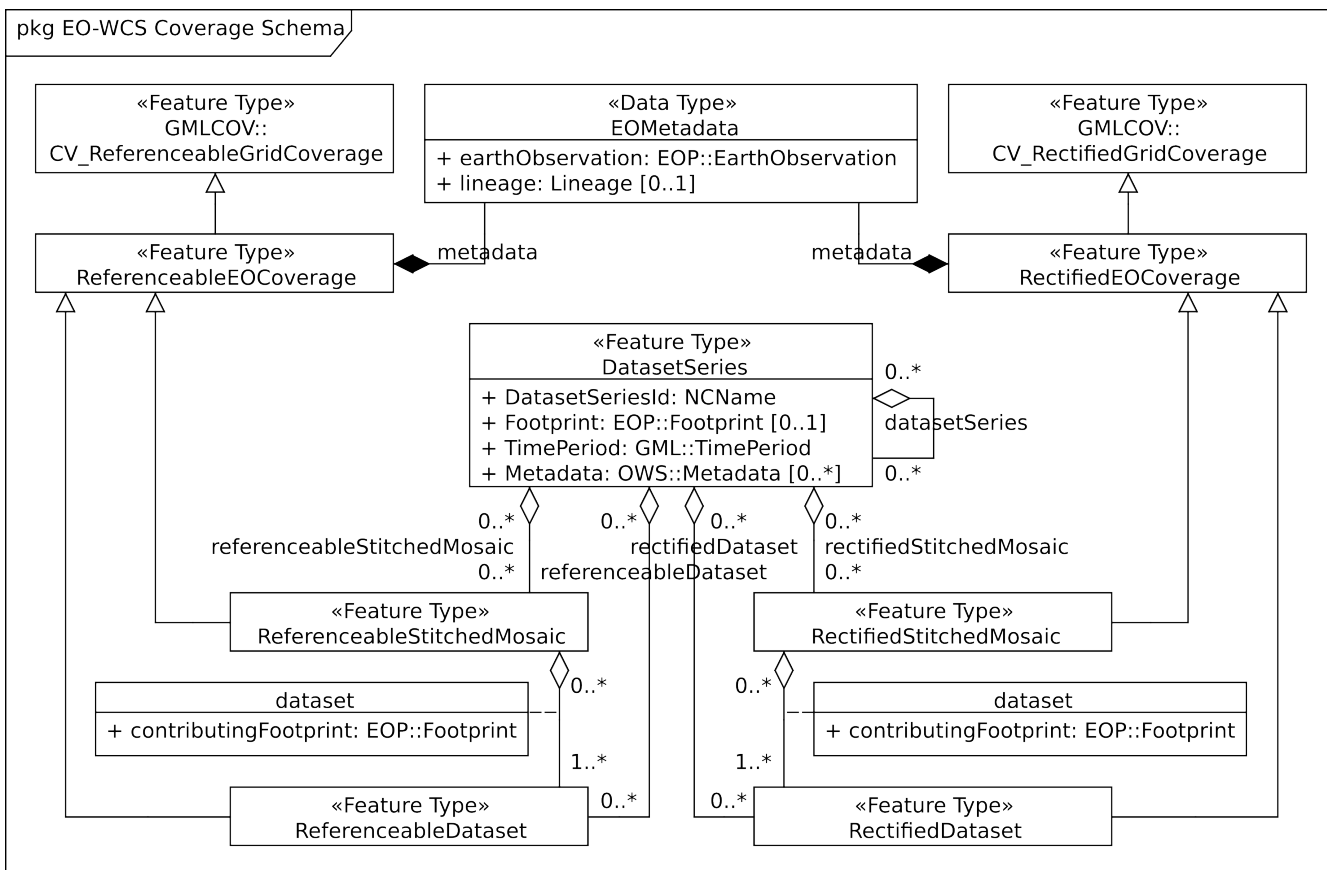 pkg EO-WCS Coverage Schema
«Feature Type»
GMLCOV::
CV_ReferenceableGridCoverage
«Data Type»
EOMetadata
+ earthObservation: EOP::EarthObservation
+ lineage: Lineage [0..1]
«Feature Type»
GMLCOV::
CV_RectifiedGridCoverage
«Feature Type»
ReferenceableEOCoverage
metadata
metadata
«Feature Type»
RectifiedEOCoverage
«Feature Type»
DatasetSeries
+ DatasetSeriesId: NCName
+ Footprint: EOP::Footprint [0..1]
+ TimePeriod: GML::TimePeriod
+ Metadata: OWS::Metadata [0..*]
0..*
datasetSeries
0..*
0..*
referenceableStitchedMosaic
0..*
0..*
referenceableDataset
0..*
rectifiedDataset
0..*
rectifiedStitchedMosaic
0..*
«Feature Type»
ReferenceableStitchedMosaic
«Feature Type»
RectifiedStitchedMosaic
dataset
+ contributingFootprint: EOP::Footprint
0..*
1..*
0..*
0..*
1..*
0..*
dataset
+ contributingFootprint: EOP::Footprint
«Feature Type»
ReferenceableDataset
«Feature Type»
RectifiedDataset